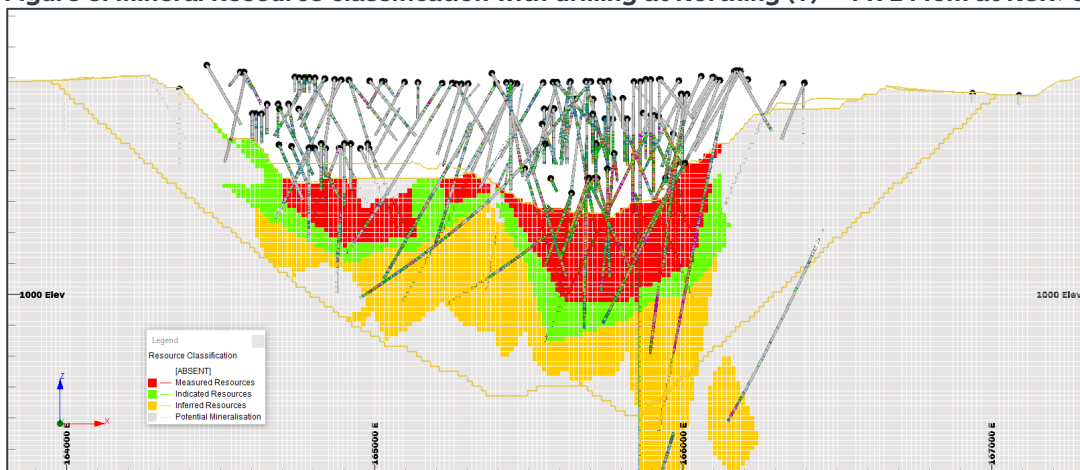 1000 Elev
1000 Elev
Legend
Resource Classification
[ABSENT]
Measured Resources
Indicated Resources
Inferred Resources
Potential Mineralisation
Z
X
164000 E
165000 E
166000 E
167000 E